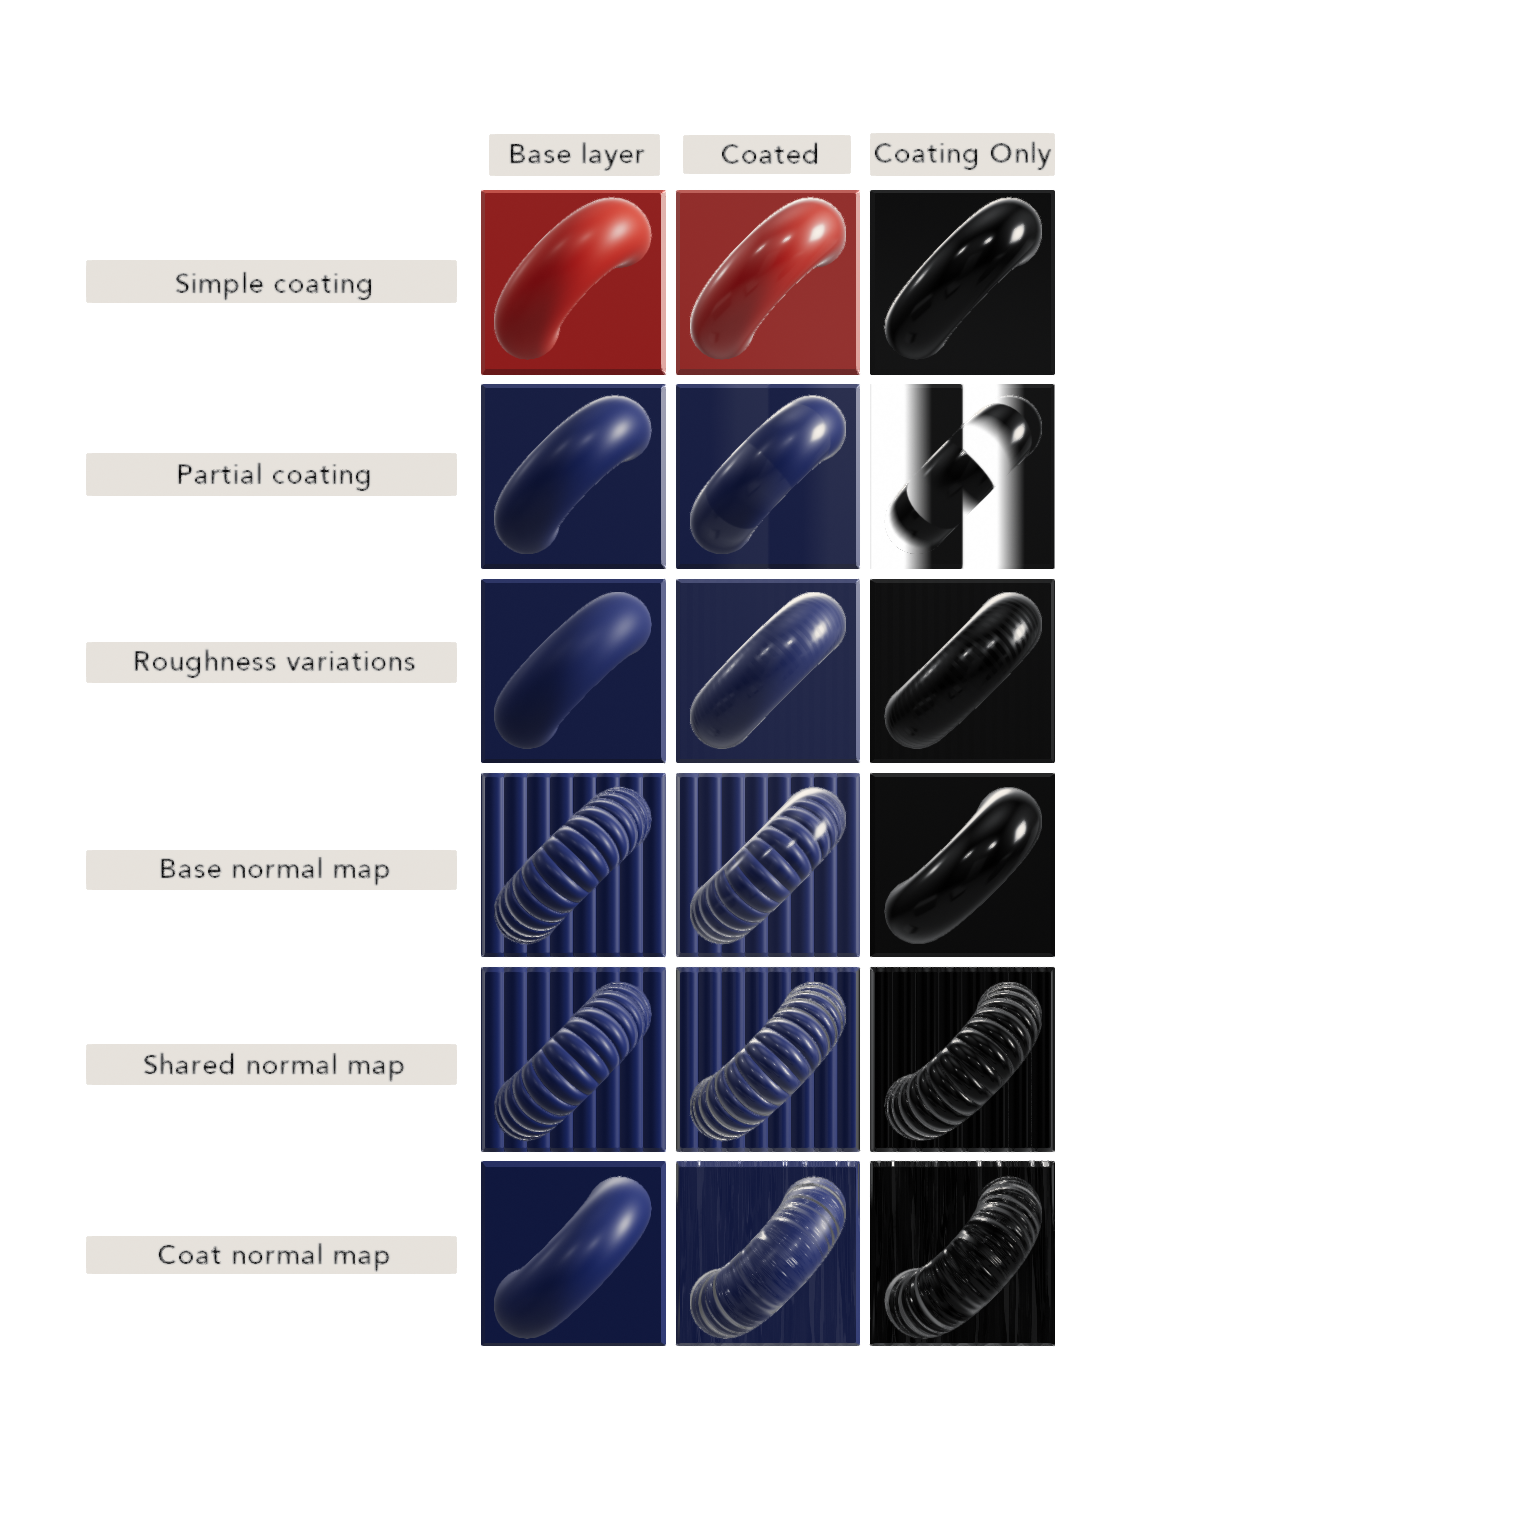 Base layer
Coated
Coating Only
Simple coating
Partial coating
Roughness variations
Base normal map
Shared normal map
Coat normal map